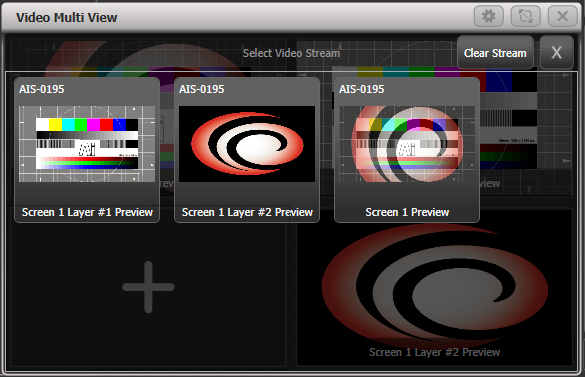 Video Multi View
Select Video Stream
Clear Stream
X
AIS-0195
AIS-0195
AIS-0195
Screen 1 Layer #1 Preview
Screen 1 Layer #2 Preview
Screen 1 Preview
Screen 1 Layer #2 Preview